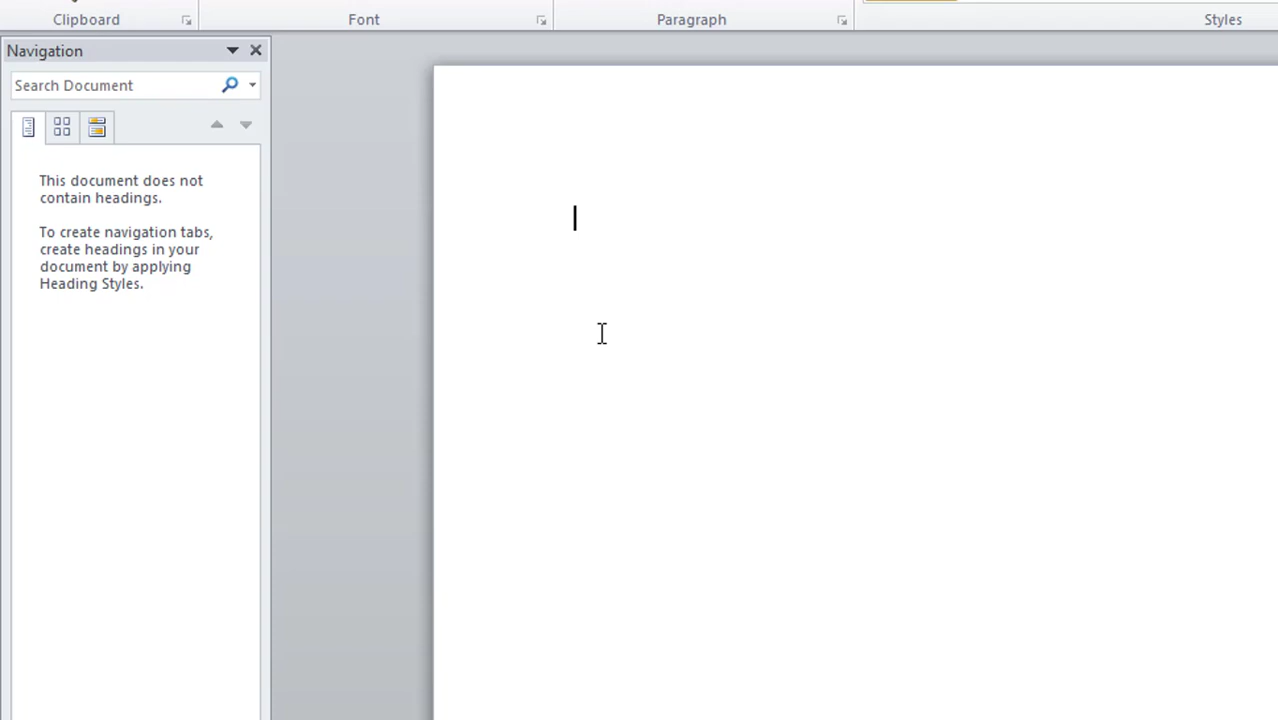 Clipboard
Font
Paragraph
Styles
Navigation
Search Document
This document does not
contain headings.
To create navigation tabs,
create headings in your
document by applying
Heading Styles.